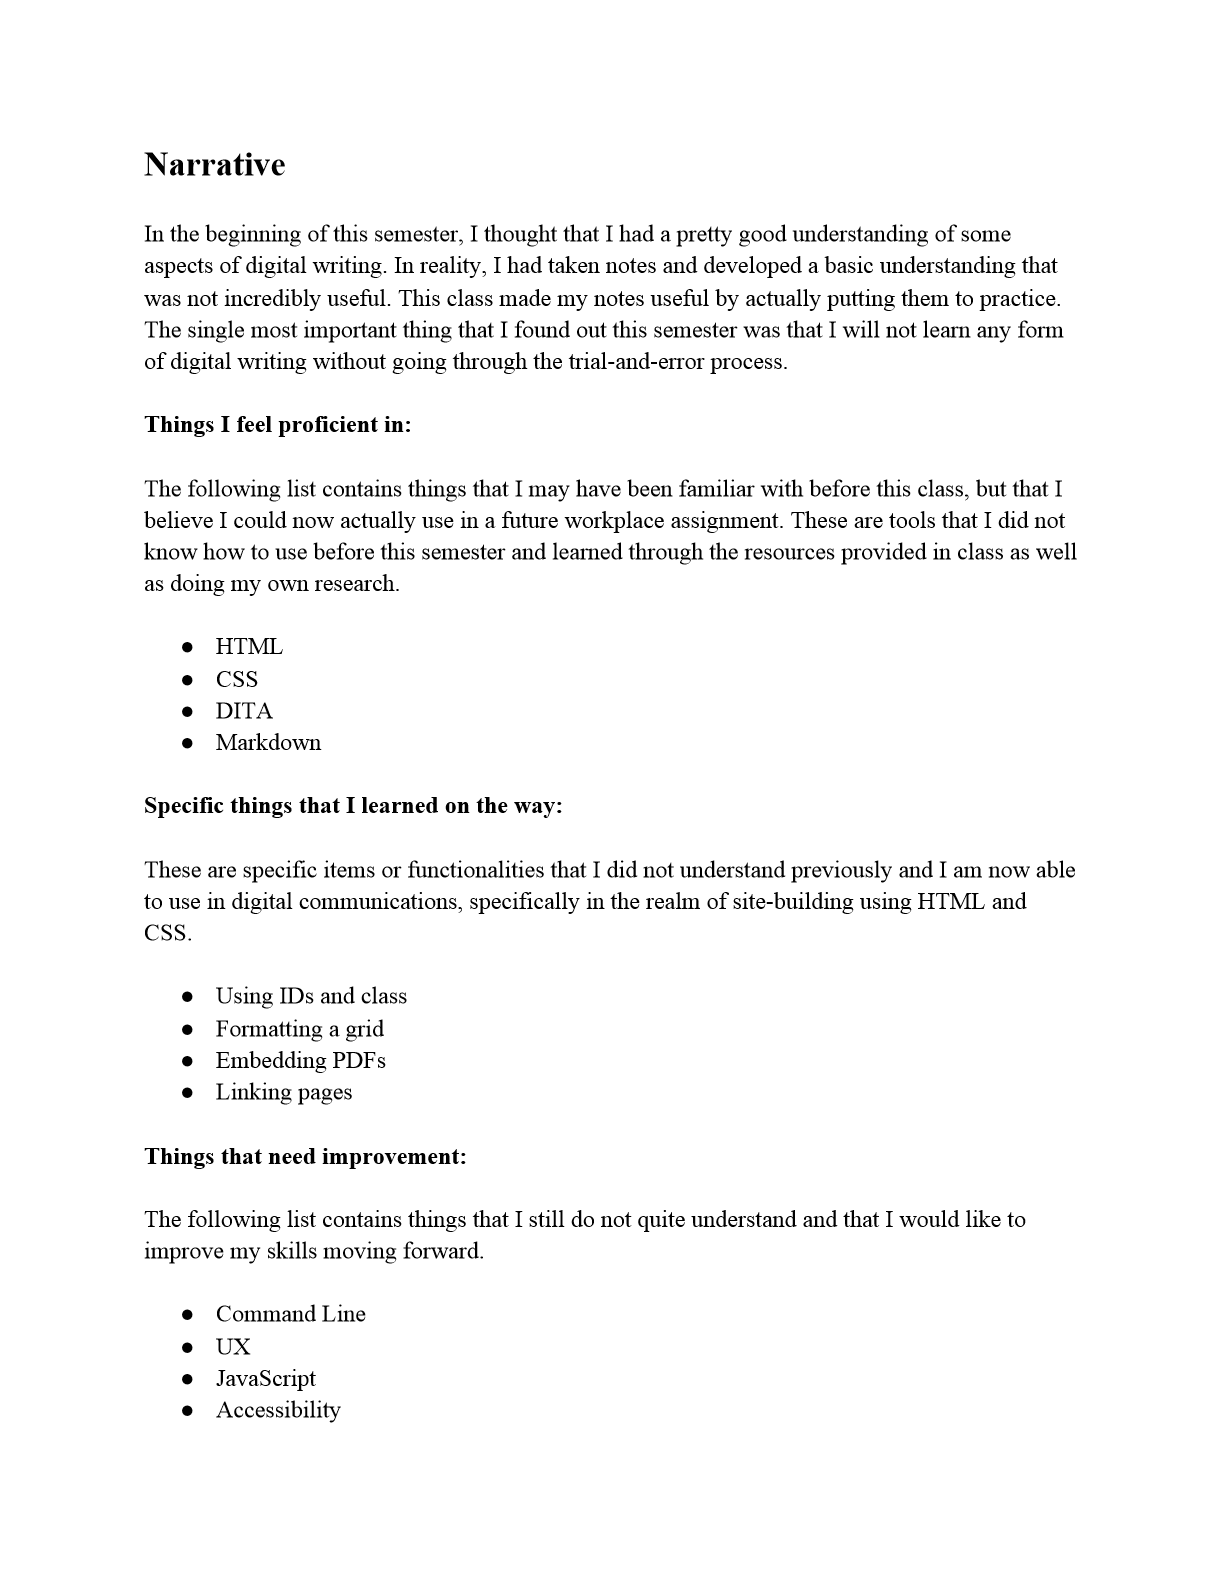 Narrative
In the beginning of this semester, I thought that I had a pretty good understanding of some
aspects of digital writing. In reality, I had taken notes and developed a basic understanding that
was not incredibly useful. This class made my notes useful by actually putting them to practice.
The single most important thing that I found out this semester was that I will not learn any form
of digital writing without going through the trial-and-error process.
Things I feel proficient in:
The following list contains things that I may have been familiar with before this class, but that I
believe I could now actually use in a future workplace assignment. These are tools that I did not
know how to use before this semester and learned through the resources provided in class as well
as doing my own research.
● HTML
● CSS
● DITA
● Markdown
Specific things that I learned on the way:
These are specific items or functionalities that I did not understand previously and I am now able
to use in digital communications, specifically in the realm of site-building using HTML and
CSS.
● Using IDs and class
● Formatting a grid
● Embedding PDFs
● Linking pages
Things that need improvement:
The following list contains things that I still do not quite understand and that I would like to
improve my skills moving forward.
● Command Line
● UX
● JavaScript
● Accessibility